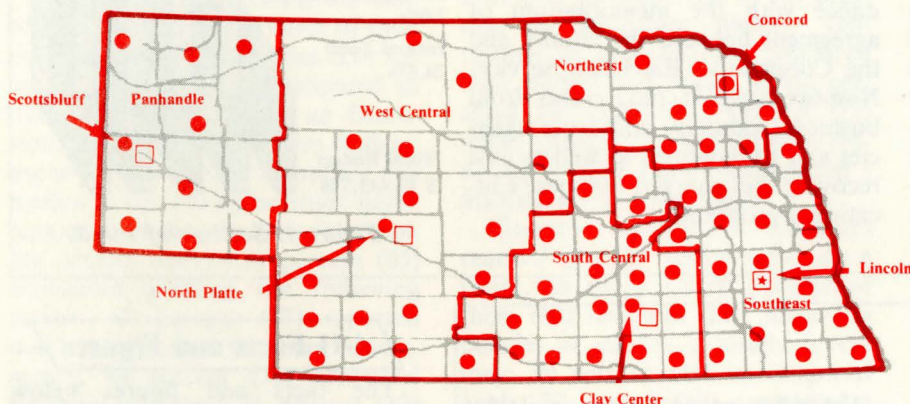 Concord
Northeast
Scottsbluff
Panhandle
West Central
South Central
Lincoln
North Platte
Southeast
Clay Center